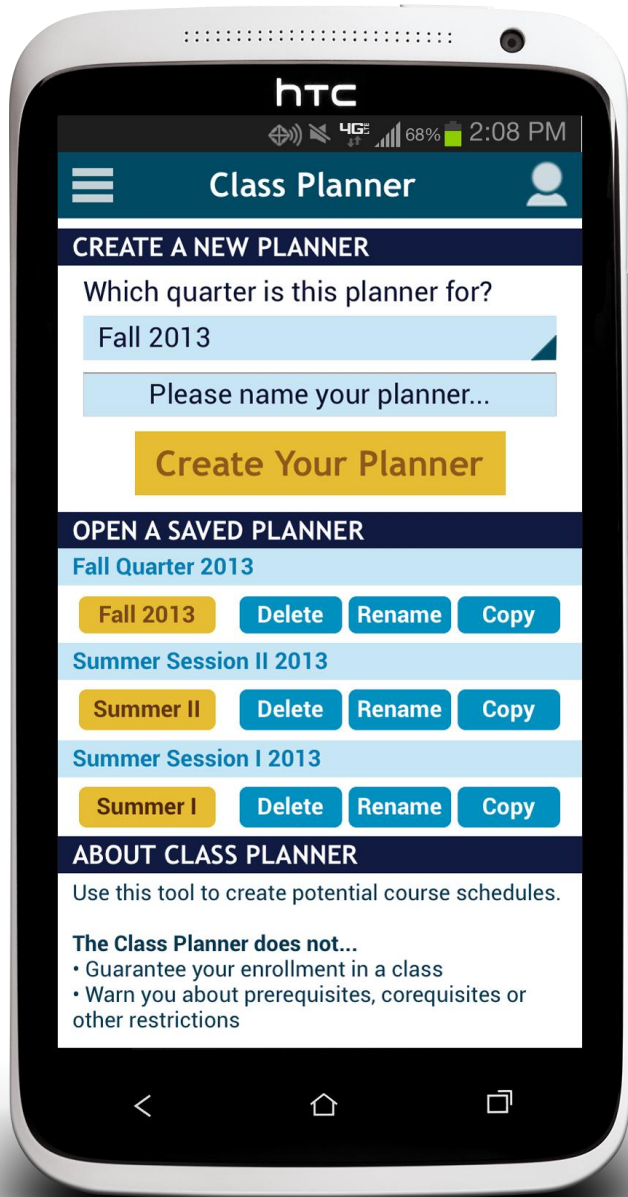 hTC
4G LTE 68% 2:08 PM
Class Planner
CREATE A NEW PLANNER
Which quarter is this planner for?
Fall 2013
Please name your planner...
Create Your Planner
OPEN A SAVED PLANNER
Fall Quarter 2013
Fall 2013 Delete Rename Copy
Summer Session II 2013
Summer II Delete Rename Copy
Summer Session I 2013
Summer I Delete Rename Copy
ABOUT CLASS PLANNER
Use this tool to create potential course schedules.
The Class Planner does not...
• Guarantee your enrollment in a class
• Warn you about prerequisites, corequisites or
other restrictions